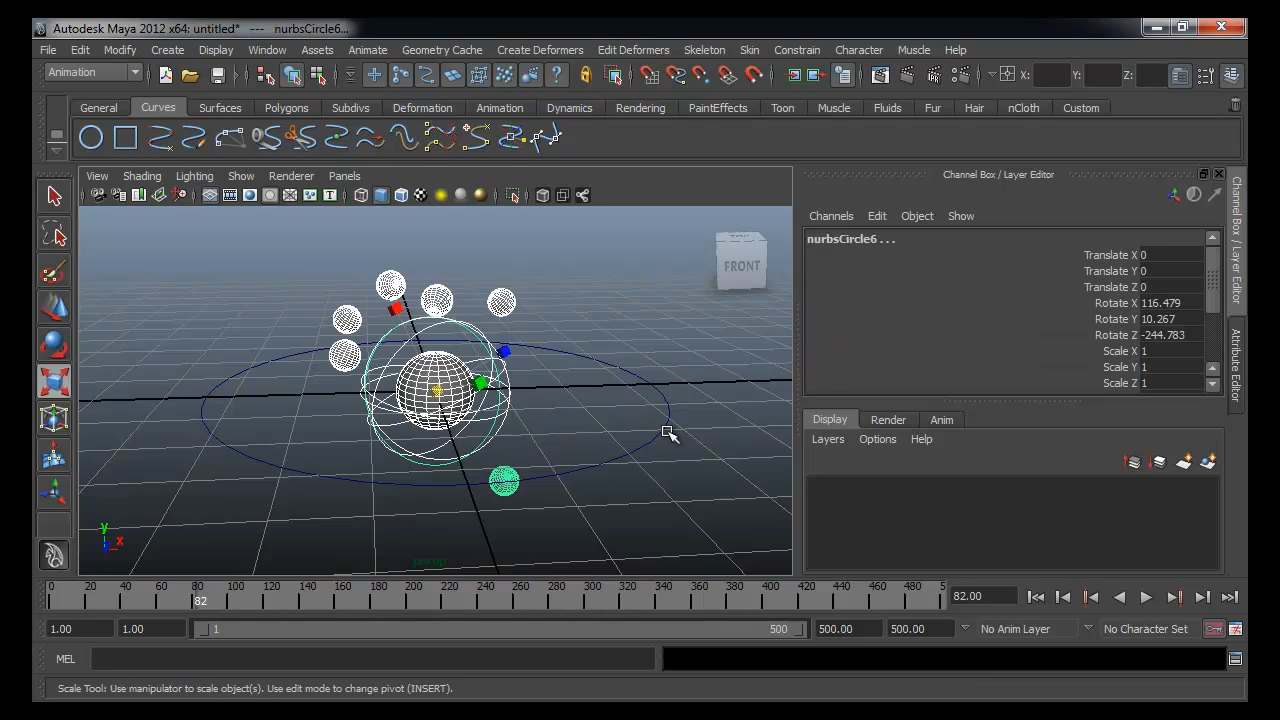 Autodesk Maya 2012 x64: untitled* --- nurbsCircle6...
File Edit Modify Create Display Window Assets Animate Geometry Cache Create Deformers Edit Deformers Skeleton Skin Constrain Character Muscle Help
Animation X: Y: Z:
General Curves Surfaces Polygons Subdivs Deformation Animation Dynamics Rendering PaintEffects Toon Muscle Fluids Fur Hair nCloth Custom
View Shading Lighting Show Renderer Panels
Channel Box / Layer Editor
Channels Edit Object Show
nurbsCircle6 . . .
Translate X 0
Translate Y 0
Translate Z 0
Rotate X 116.479
Rotate Y 10.267
Rotate Z -244.783
Scale X 1
Scale Y 1
Scale Z 1
Display Render Anim
Layers Options Help
Channel Box / Layer Editor
Attribute Editor
FRONT
y
x
persp
0 20 40 60 80 100 120 140 160 180 200 220 240 260 280 300 320 340 360 380 400 420 440 460 480 5
82
82.00
1.00 1.00 1 500 500.00 500.00 No Anim Layer No Character Set
MEL
Scale Tool: Use manipulator to scale object(s). Use edit mode to change pivot (INSERT).